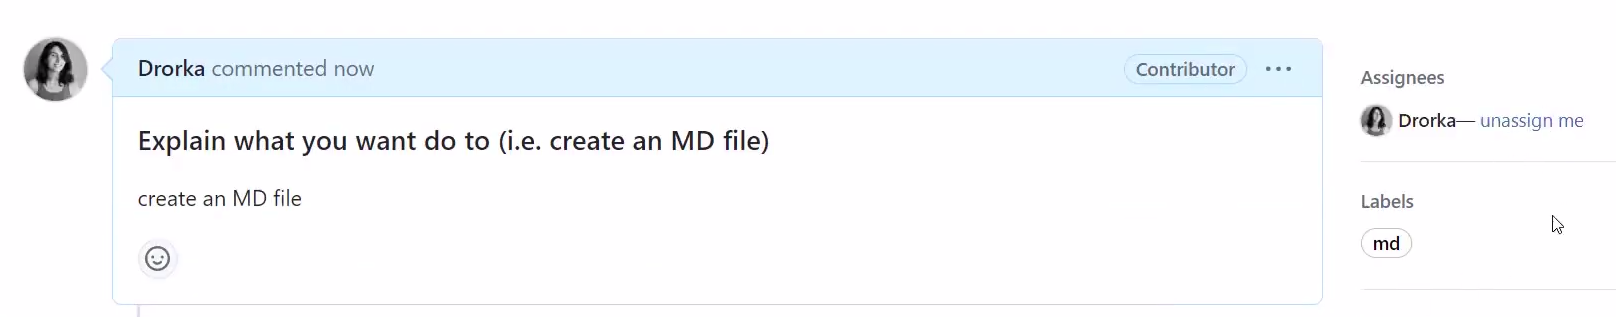 Drorka commented now
Contributor
Explain what you want do to (i.e. create an MD file)
create an MD file
Assignees
Drorka— unassign me
Labels
md